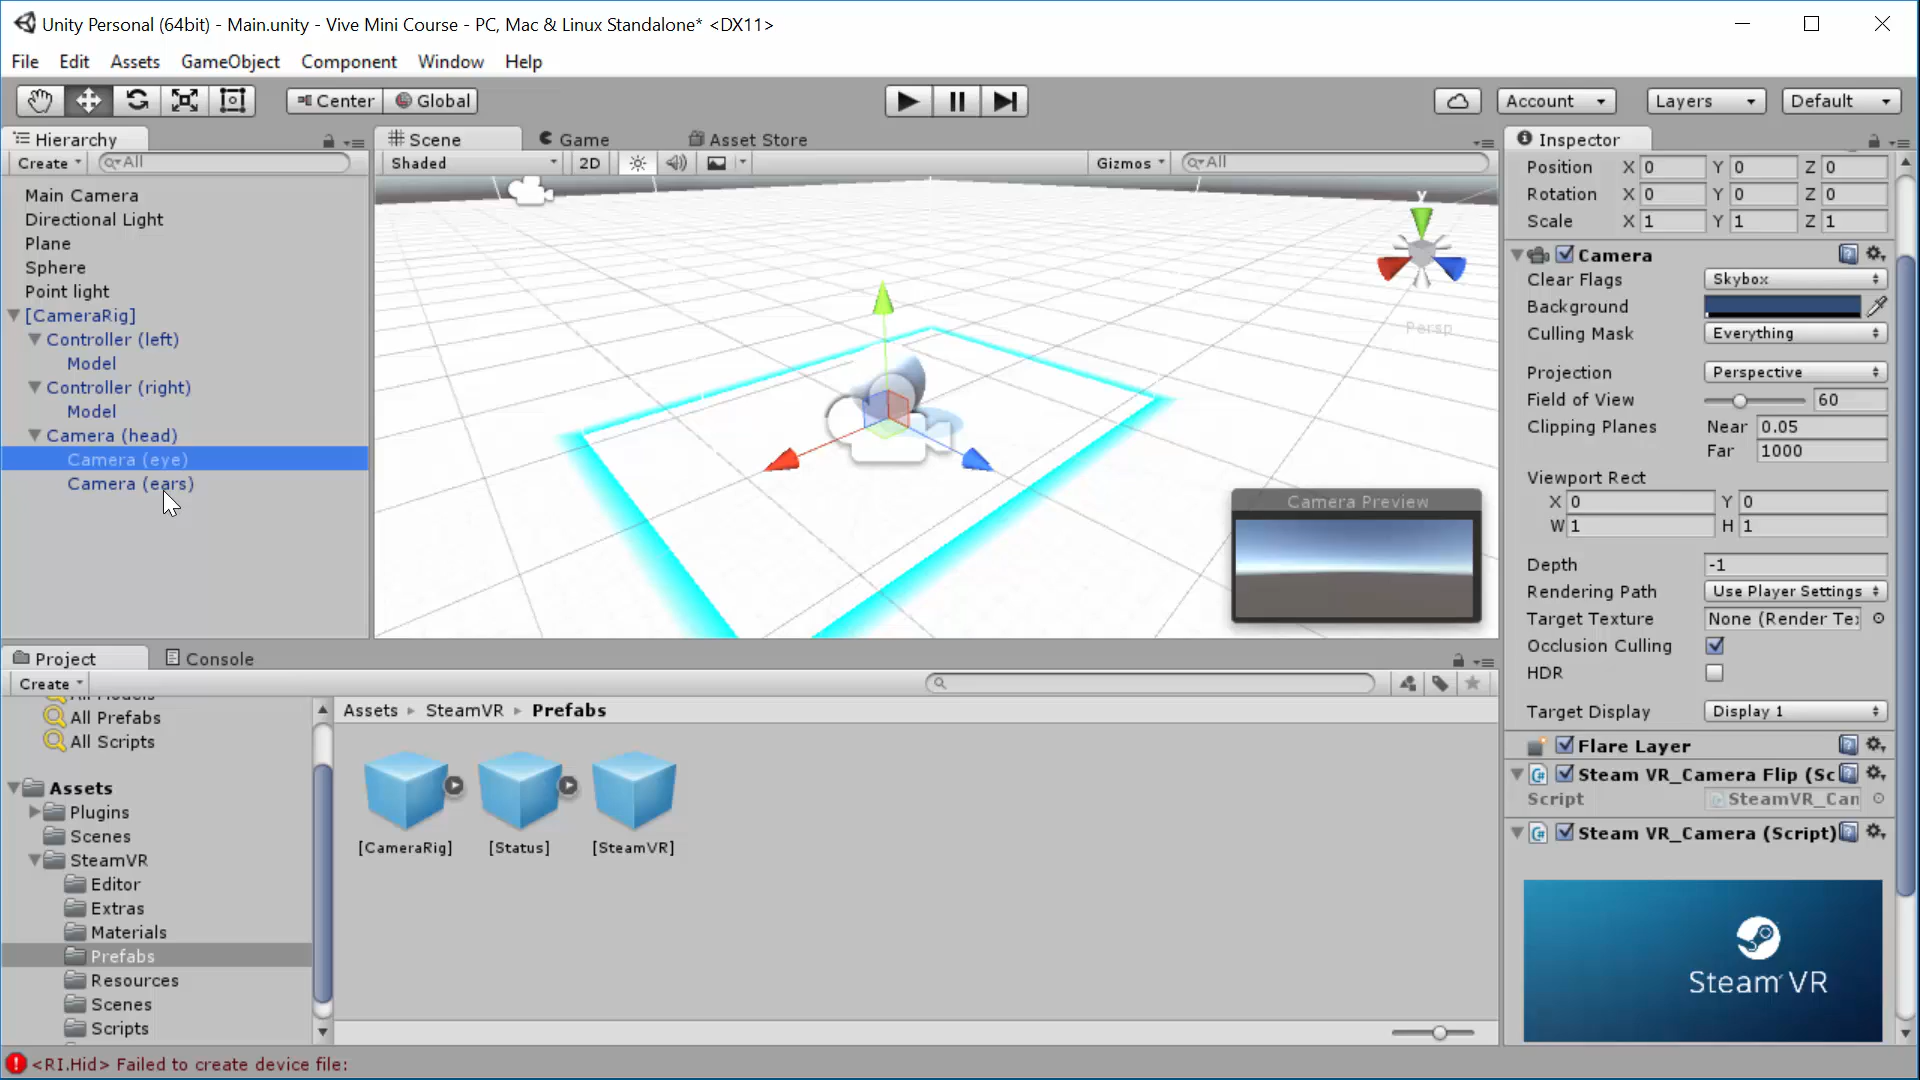 Unity Personal (64bit) - Main.unity - Vive Mini Course - PC, Mac & Linux Standalone* <DX11>
File Edit Assets GameObject Component Window Help
Center Global Account Layers Default
Hierarchy
Create All
Main Camera
Directional Light
Plane
Sphere
Point light
[CameraRig]
Controller (left)
Model
Controller (right)
Model
Camera (head)
Camera (eye)
Camera (ears)
Scene Game Asset Store
Shaded 2D Gizmos All
y
Persp
Camera Preview
Inspector
Position X 0 Y 0 Z 0
Rotation X 0 Y 0 Z 0
Scale X 1 Y 1 Z 1
Camera
Clear Flags Skybox
Background
Culling Mask Everything
Projection Perspective
Field of View 60
Clipping Planes Near 0.05
Far 1000
Viewport Rect
X 0 Y 0
W 1 H 1
Depth -1
Rendering Path Use Player Settings
Target Texture None (Render Te
Occlusion Culling
HDR
Target Display Display 1
Flare Layer
Steam VR_Camera Flip (Sc
Script SteamVR_Can
Steam VR_Camera (Script)
Steam VR
Project Console
Create
All Models
All Prefabs
All Scripts
Assets
Plugins
Scenes
SteamVR
Editor
Extras
Materials
Prefabs
Resources
Scenes
Scripts
Assets SteamVR Prefabs
[CameraRig] [Status] [SteamVR]
<RI.Hid> Failed to create device file: